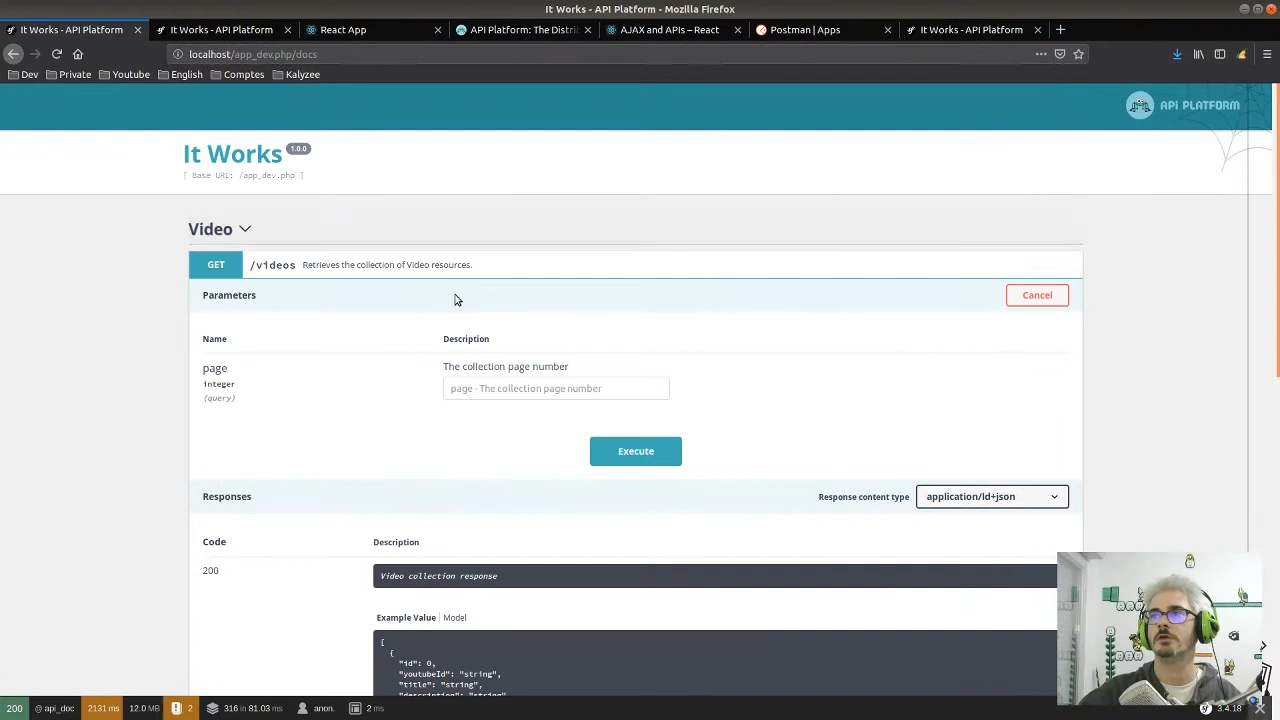 It Works - API Platform - Mozilla Firefox
It Works - API Platform
It Works - API Platform
React App
API Platform: The Distri
AJAX and APIs – React
Postman | Apps
It Works - API Platform
localhost/app_dev.php/docs
Dev
Private
Youtube
English
Comptes
Kalyzee
API PLATFORM
It Works 1.0.0
[ Base URL: /app_dev.php ]
Video
GET /videos Retrieves the collection of Video resources.
Parameters
Cancel
Name Description
page The collection page number
integer
(query)
page - The collection page number
Execute
Responses
Response content type application/ld+json
Code Description
200
Video collection response
Example Value | Model
[
{
"id": 0,
"youtubeId": "string",
"title": "string",
"description": "string",
200 @ api_doc 2131 ms 12.0 MB 2 316 in 81.03 ms anon. 2 ms 3.4.18